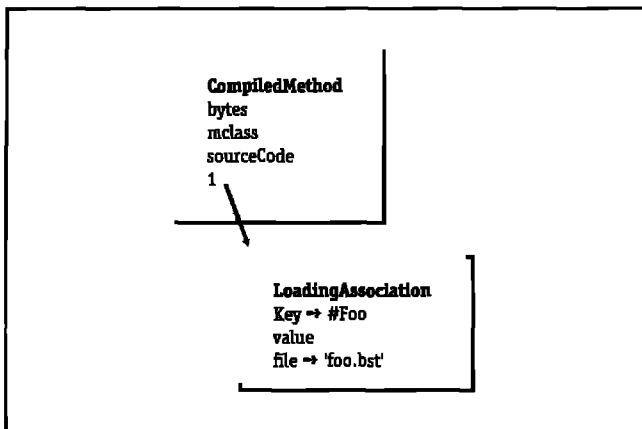 CompiledMethod
bytes
mclass
sourceCode
1
LoadingAssociation
Key → #Foo
value
file → 'foo.bst'